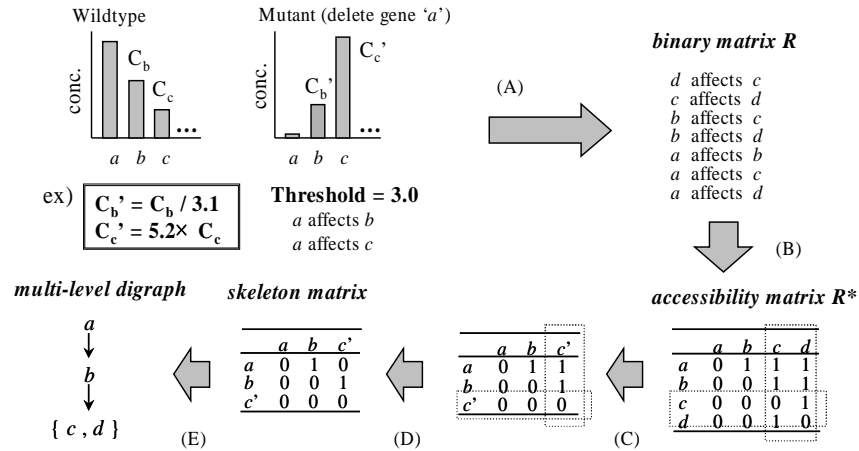 Wildtype
conc.
C_b
C_c
...
a b c
Mutant (delete gene ‘a’)
conc.
C_b’
C_c’
...
a b c
(A)
binary matrix R
d affects c
c affects d
b affects c
b affects d
a affects b
a affects c
a affects d
ex)
C_b’ = C_b / 3.1
C_c’ = 5.2× C_c
Threshold = 3.0
a affects b
a affects c
(B)
multi-level digraph
a
b
{ c , d }
(E)
skeleton matrix
a b c’
a 0 1 0
b 0 0 1
c’ 0 0 0
(D)
a b c’
a 0 1 1
b 0 0 1
c’ 0 0 0
(C)
accessibility matrix R*
a b c d
a 0 1 1 1
b 0 0 1 1
c 0 0 0 1
d 0 0 1 0